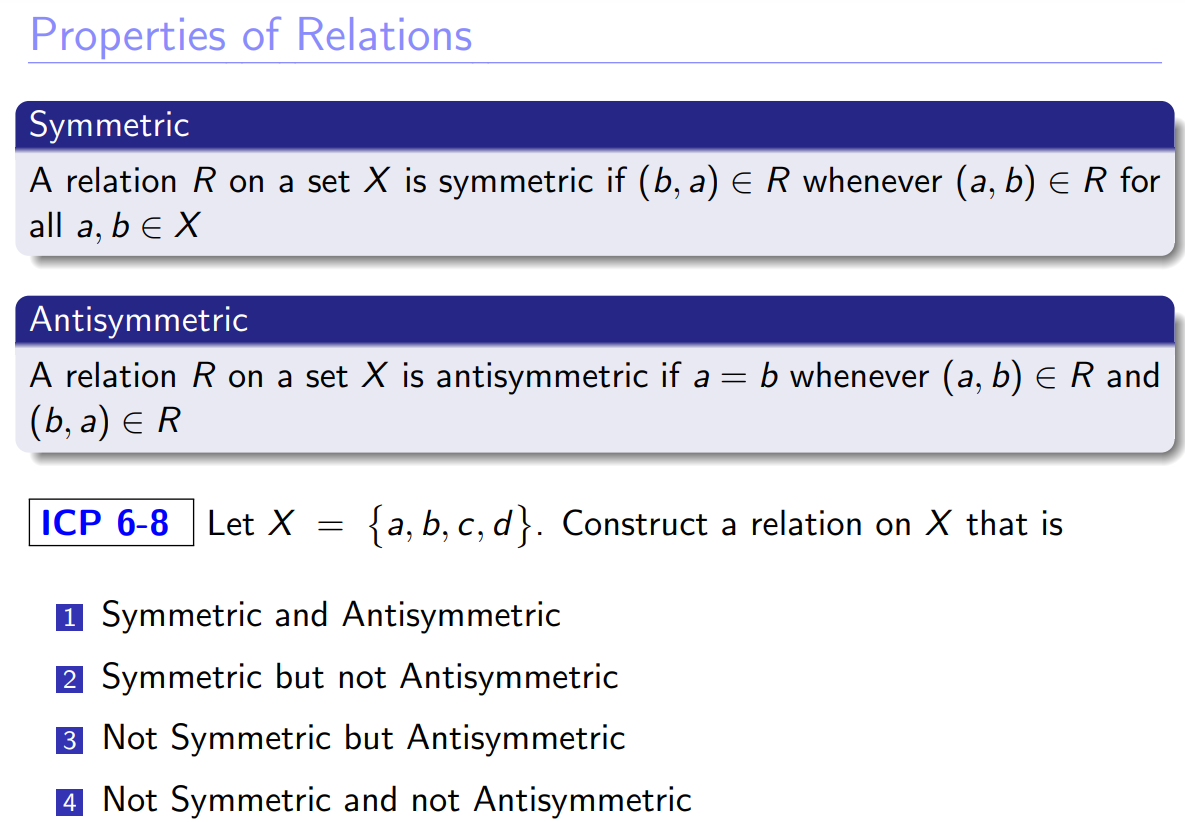 Properties of Relations
Symmetric
A relation R on a set X is symmetric if (b, a) ∈ R whenever (a, b) ∈ R for
all a, b ∈ X
Antisymmetric
A relation R on a set X is antisymmetric if a = b whenever (a, b) ∈ R and
(b, a) ∈ R
ICP 6-8 Let X = {a, b, c, d}. Construct a relation on X that is
1 Symmetric and Antisymmetric
2 Symmetric but not Antisymmetric
3 Not Symmetric but Antisymmetric
4 Not Symmetric and not Antisymmetric